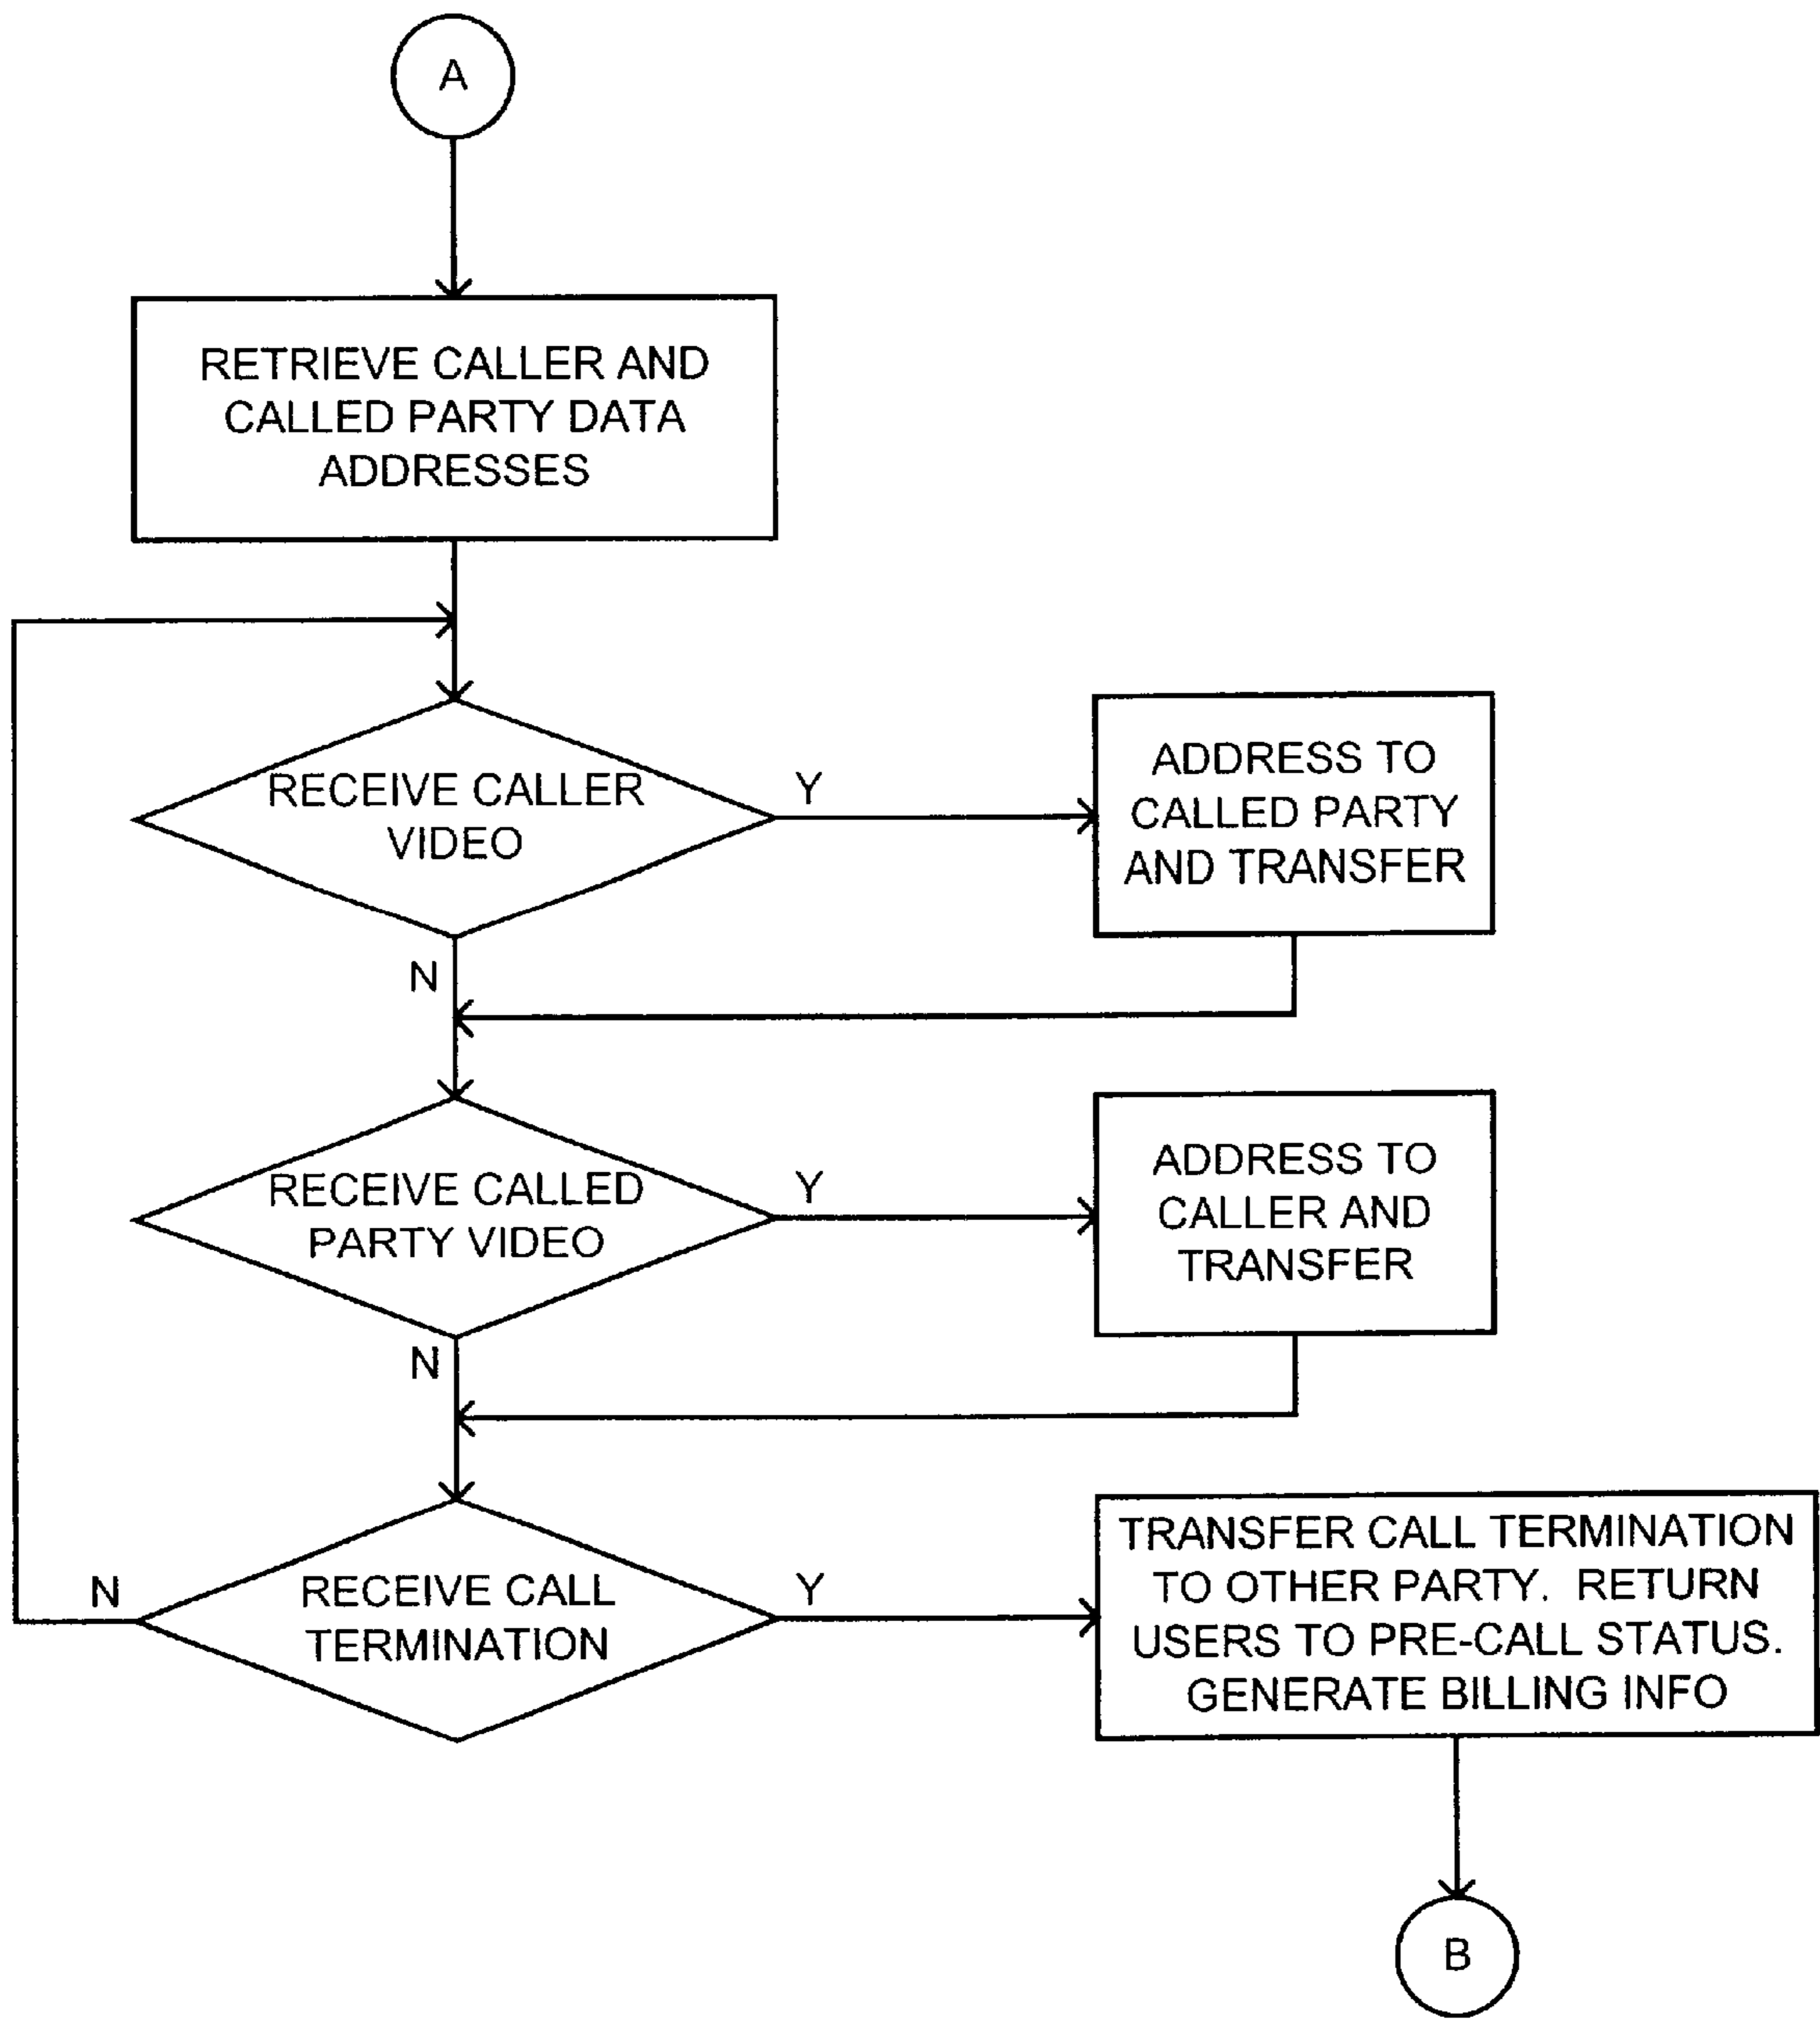 A
RETRIEVE CALLER AND
CALLED PARTY DATA
ADDRESSES
RECEIVE CALLER
VIDEO
Y
ADDRESS TO
CALLED PARTY
AND TRANSFER
N
RECEIVE CALLED
PARTY VIDEO
Y
ADDRESS TO
CALLER AND
TRANSFER
N
RECEIVE CALL
TERMINATION
N
Y
TRANSFER CALL TERMINATION
TO OTHER PARTY. RETURN
USERS TO PRE-CALL STATUS.
GENERATE BILLING INFO
B